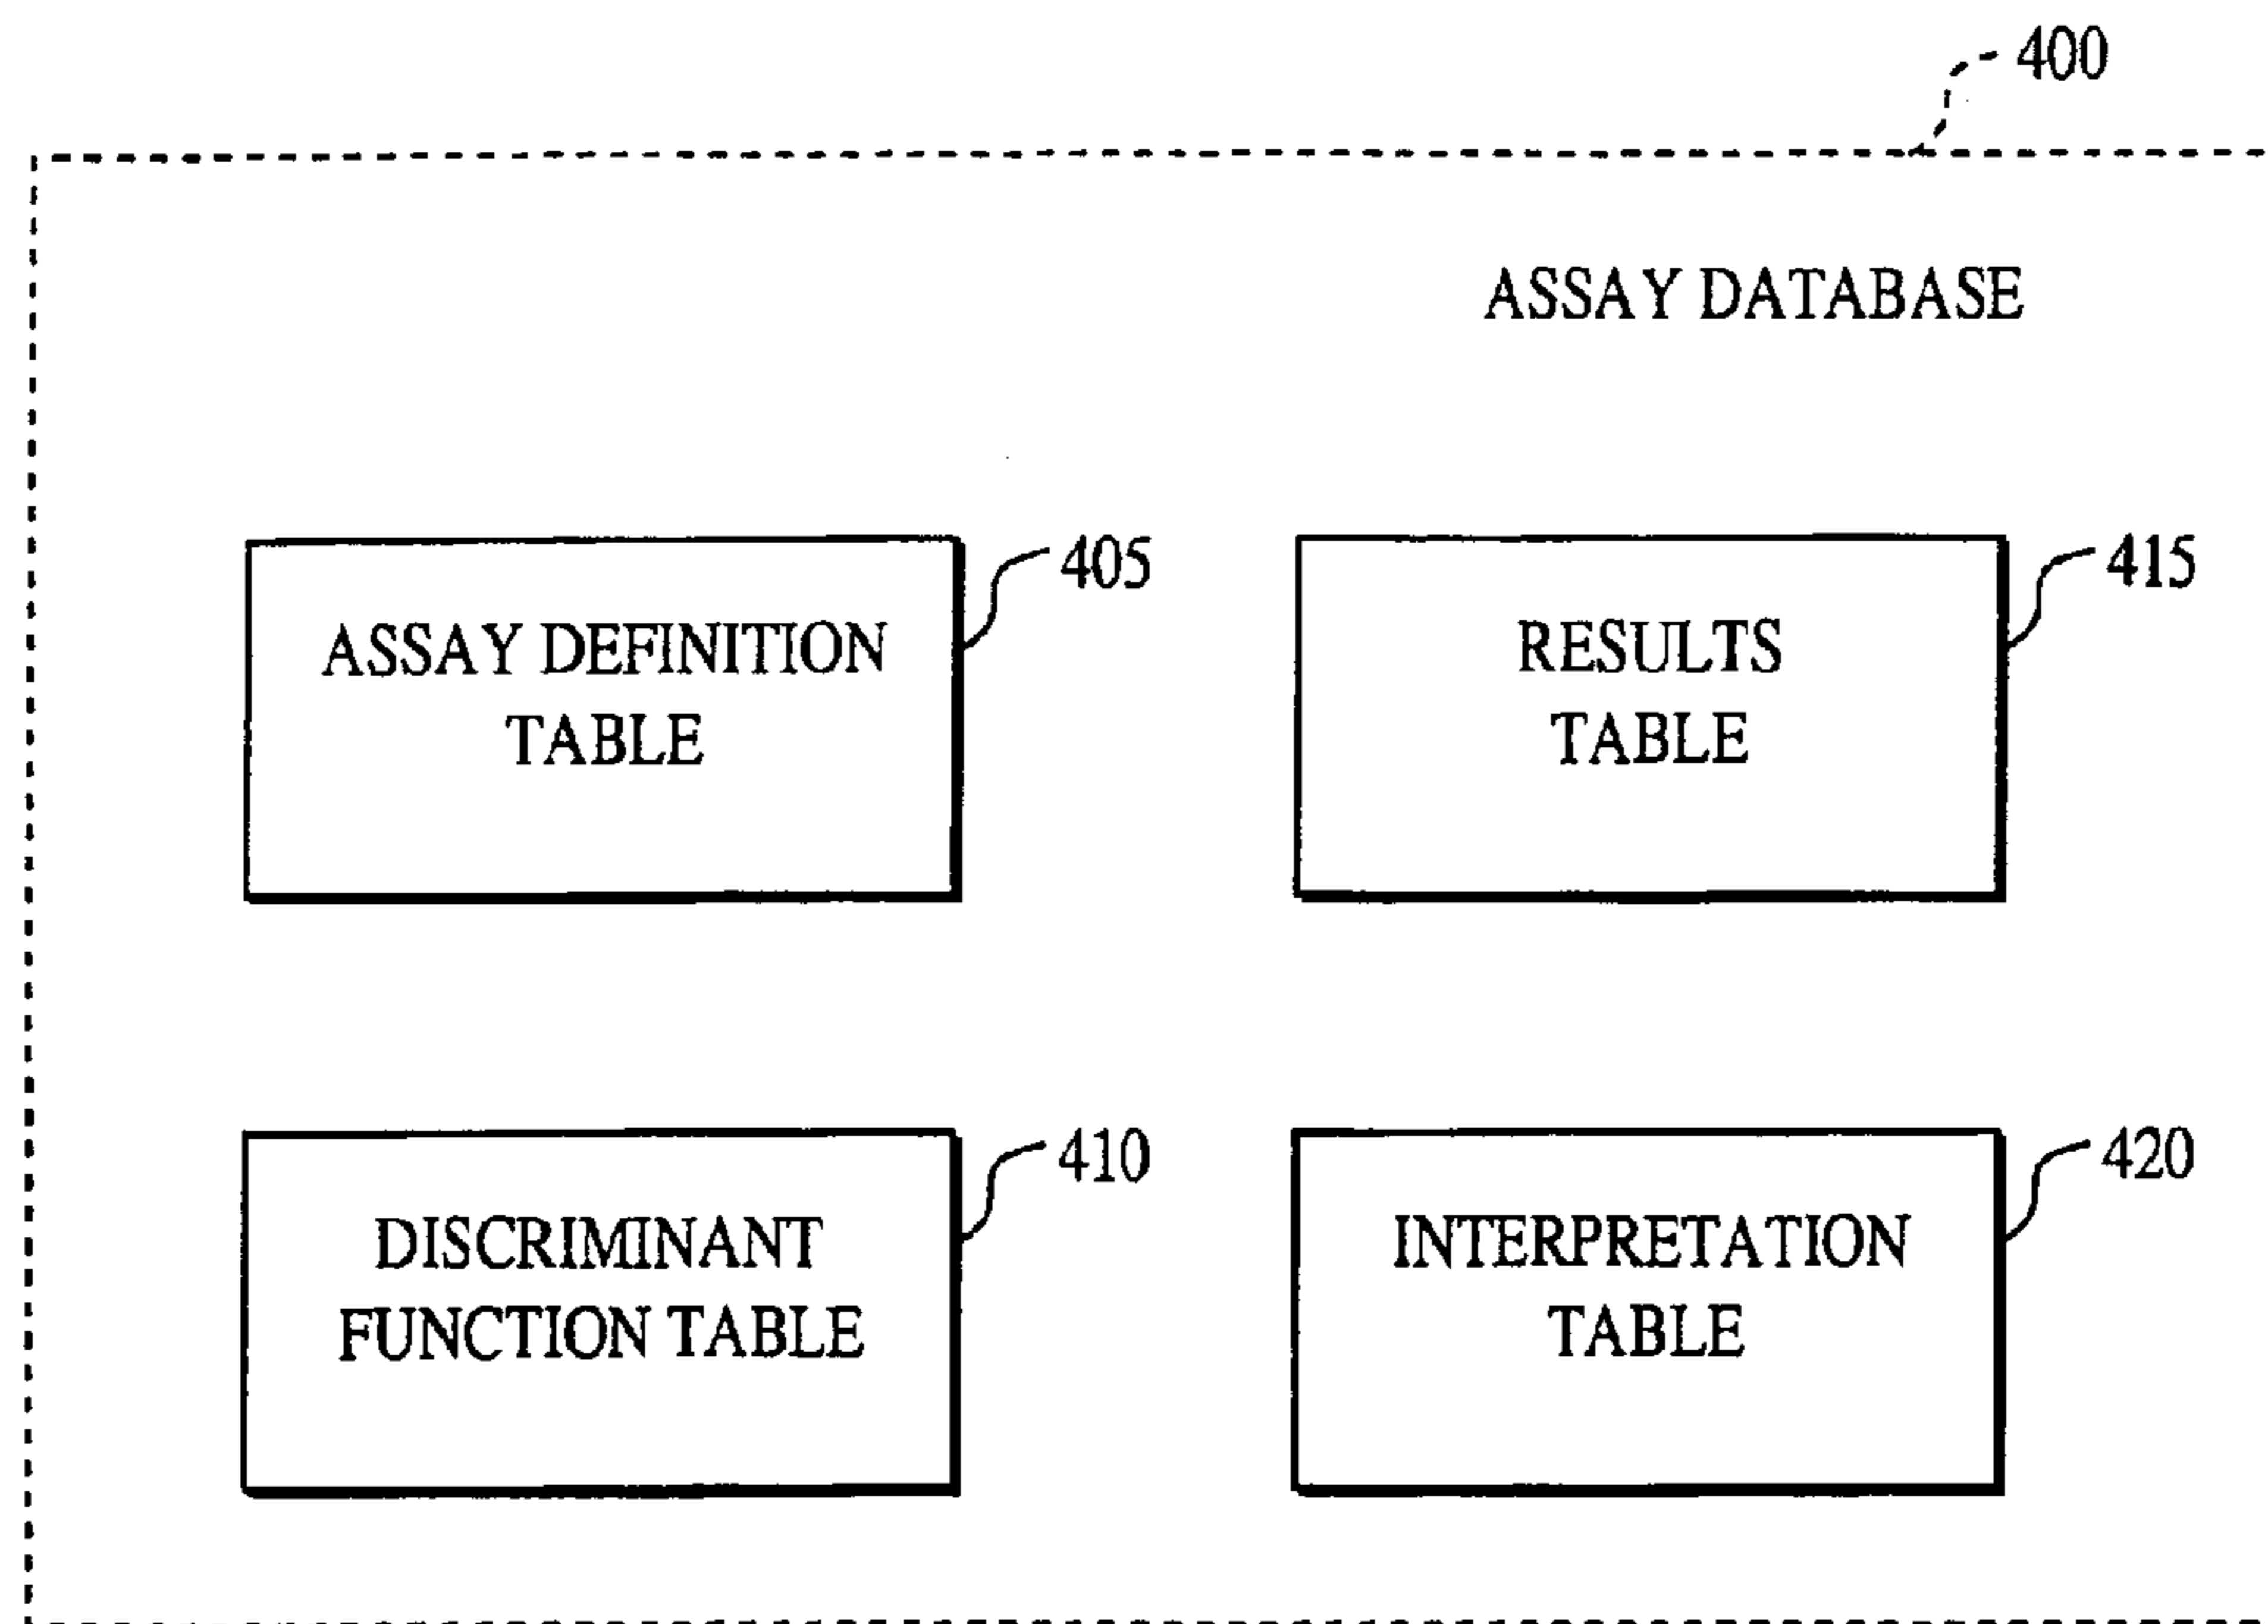 400
ASSAY DATABASE
ASSAY DEFINITION
TABLE
405
RESULTS
TABLE
415
DISCRIMINANT
FUNCTION TABLE
410
INTERPRETATION
TABLE
420